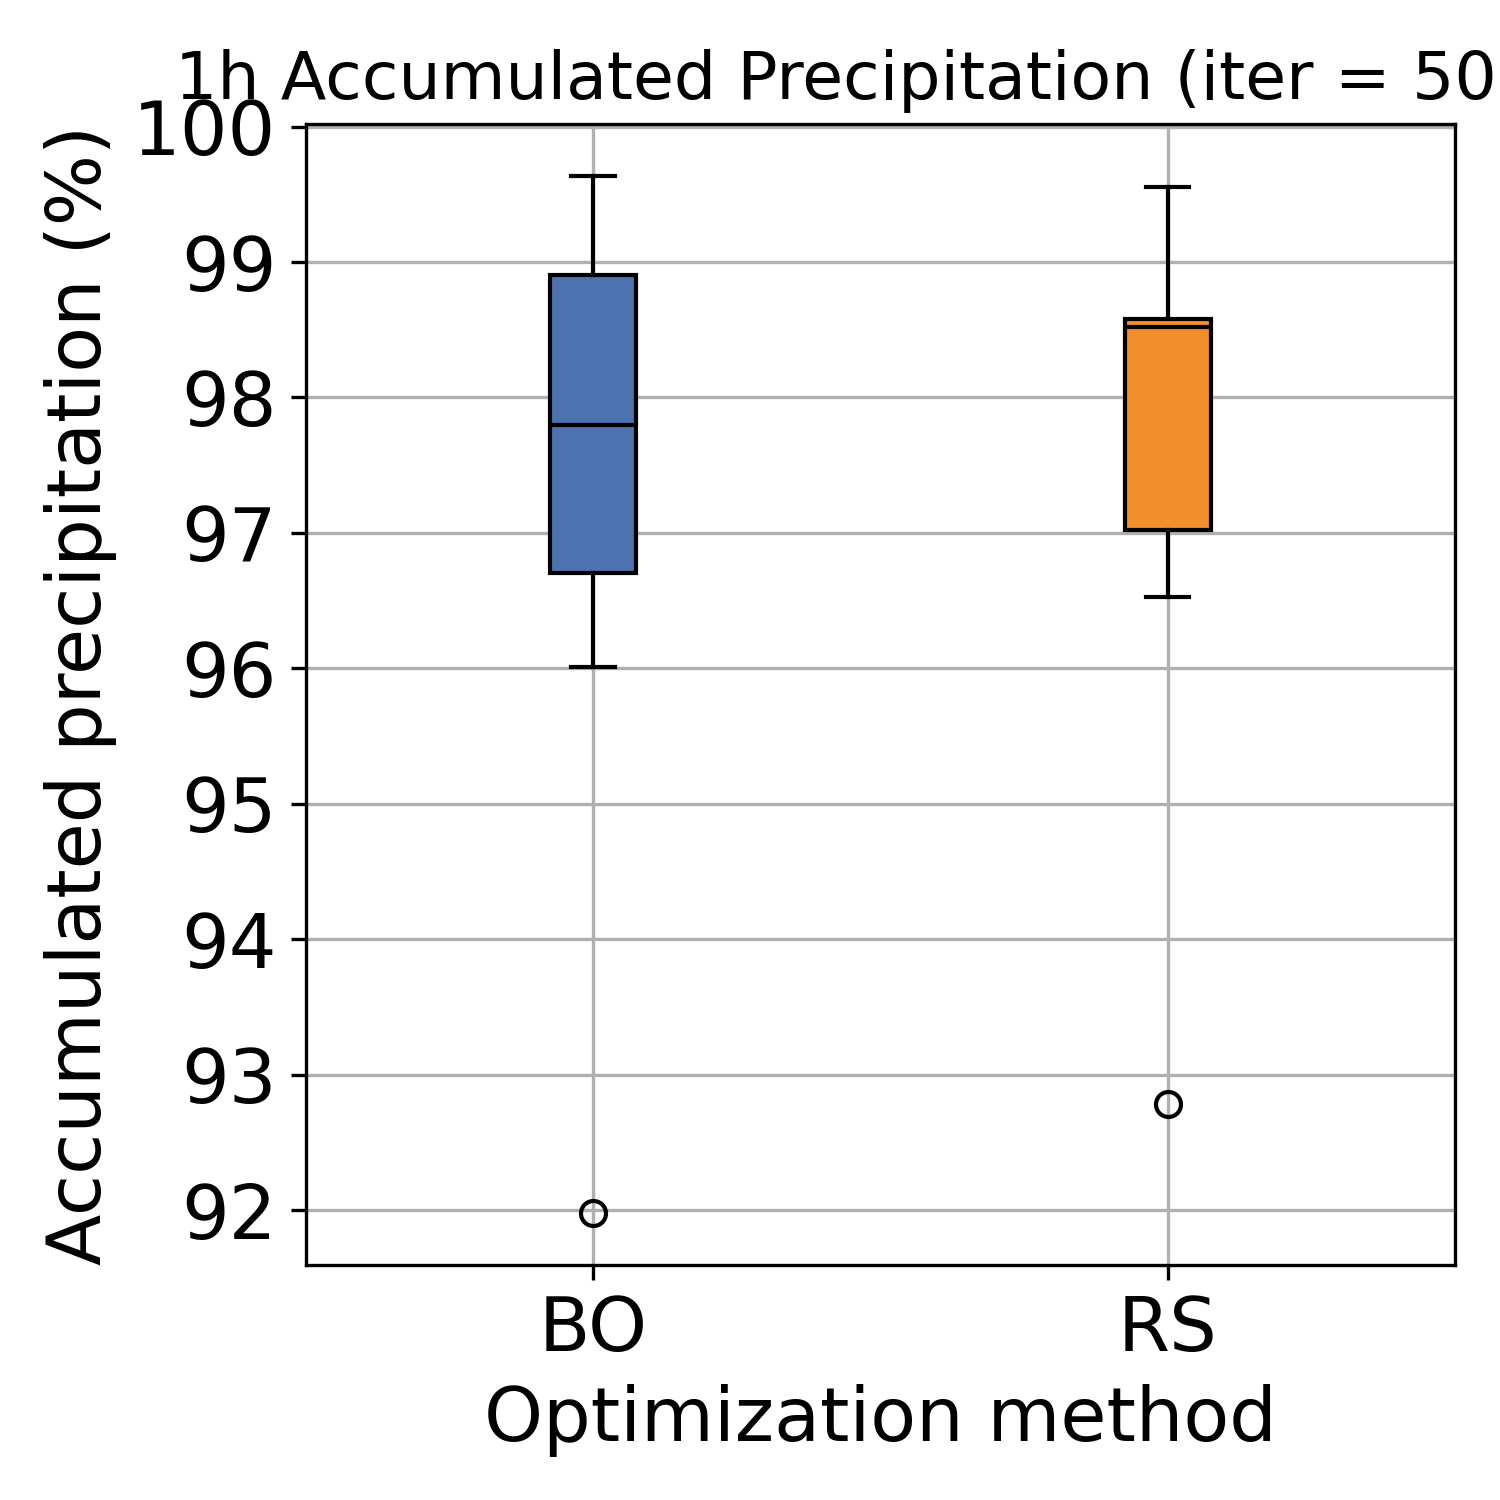 1h Accumulated Precipitation (iter = 50
Accumulated precipitation (%)
100
99
98
97
96
95
94
93
92
BO
RS
Optimization method